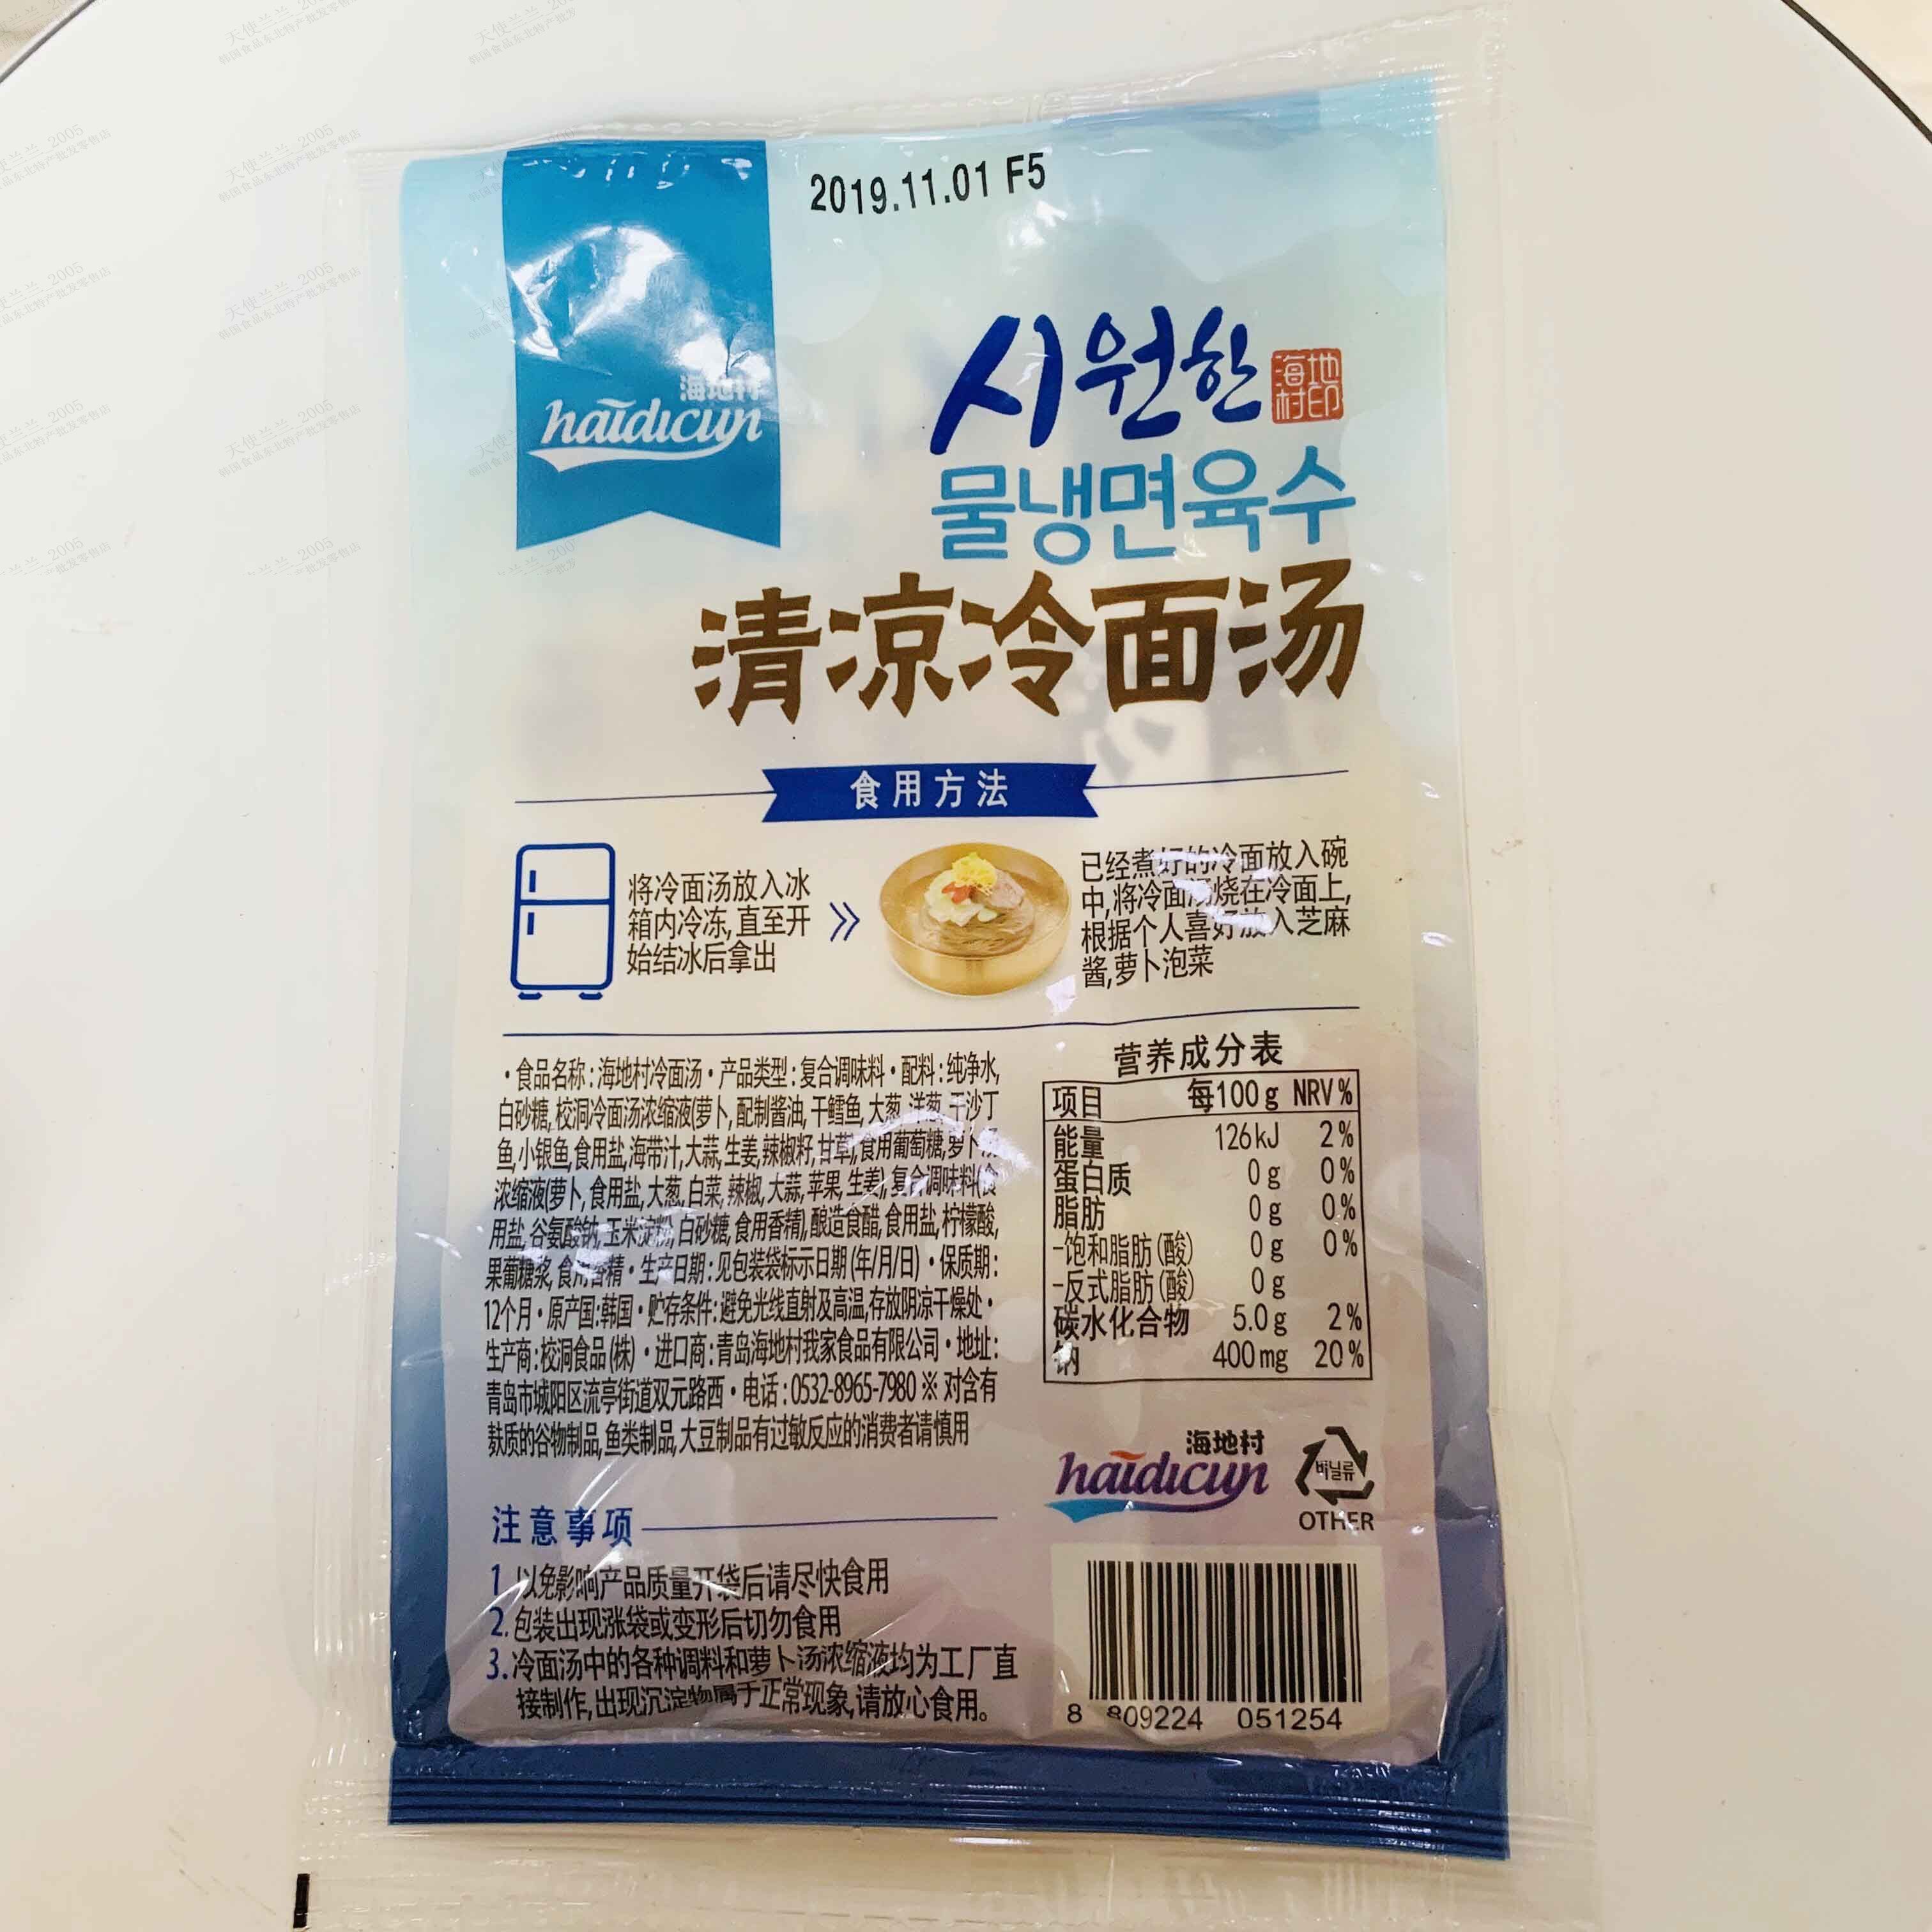 2019.11.01 F5
海地村
haidicun
시원한
海地
村印
물냉면육수
清凉冷面汤
食用方法
将冷面汤放入冰
箱内冷冻,直至开
始结冰后拿出
已经煮好的冷面放入碗
中,将冷面汤烧在冷面上,
根据个人喜好放入芝麻
酱,萝卜泡菜
·食品名称:海地村冷面汤·产品类型:复合调味料·配料:纯净水,
白砂糖,校洞冷面汤浓缩液(萝卜,配制酱油,干鳕鱼,大葱,洋葱,干沙丁
鱼,小银鱼,食用盐,海带汁,大蒜,生姜,辣椒籽,甘草),食用葡萄糖,萝卜汤
浓缩液(萝卜,食用盐,大葱,白菜,辣椒,大蒜,苹果,生姜),复合调味料(食
用盐,谷氨酸钠,玉米淀粉,白砂糖,食用香精),酿造食醋,食用盐,柠檬酸,
果葡糖浆,食用香精·生产日期:见包装袋标示日期(年/月/日)·保质期:
12个月·原产国:韩国·贮存条件:避免光线直射及高温,存放阴凉干燥处·
生产商:校洞食品(株)·进口商:青岛海地村我家食品有限公司·地址:
青岛市城阳区流亭街道双元路西·电话:0532-8965-7980※对含有
麸质的谷物制品,鱼类制品,大豆制品有过敏反应的消费者请慎用
营养成分表
项目 每100g NRV%
能量 126kJ 2%
蛋白质 0g 0%
脂肪 0g 0%
-饱和脂肪(酸) 0g 0%
-反式脂肪(酸) 0g
碳水化合物 5.0g 2%
钠 400mg 20%
海地村
haidicun
비닐류
OTHER
注意事项
1.以免影响产品质量开袋后请尽快食用
2.包装出现涨袋或变形后切勿食用
3.冷面汤中的各种调料和萝卜汤浓缩液均为工厂直
接制作,出现沉淀物属于正常现象,请放心食用。
8 809224 051254
天使兰兰_2005
韩国食品东北特产批发零售店